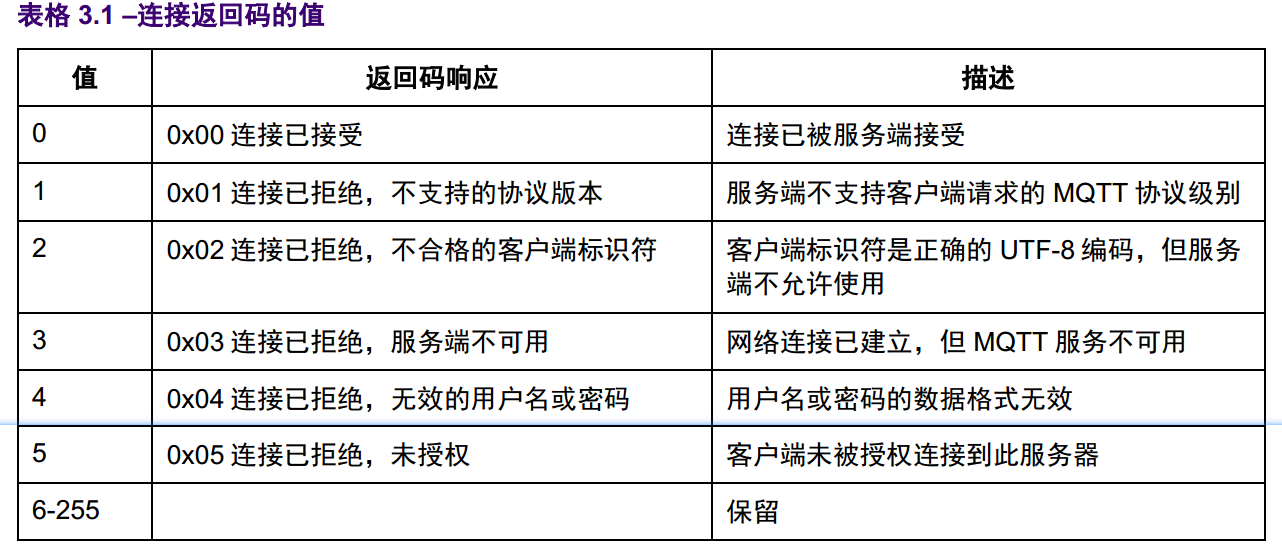 表格 3.1 –连接返回码的值
值 返回码响应 描述
0 0x00 连接已接受 连接已被服务端接受
1 0x01 连接已拒绝，不支持的协议版本 服务端不支持客户端请求的 MQTT 协议级别
2 0x02 连接已拒绝，不合格的客户端标识符 客户端标识符是正确的 UTF-8 编码，但服务
端不允许使用
3 0x03 连接已拒绝，服务端不可用 网络连接已建立，但 MQTT 服务不可用
4 0x04 连接已拒绝，无效的用户名或密码 用户名或密码的数据格式无效
5 0x05 连接已拒绝，未授权 客户端未被授权连接到此服务器
6-255 保留